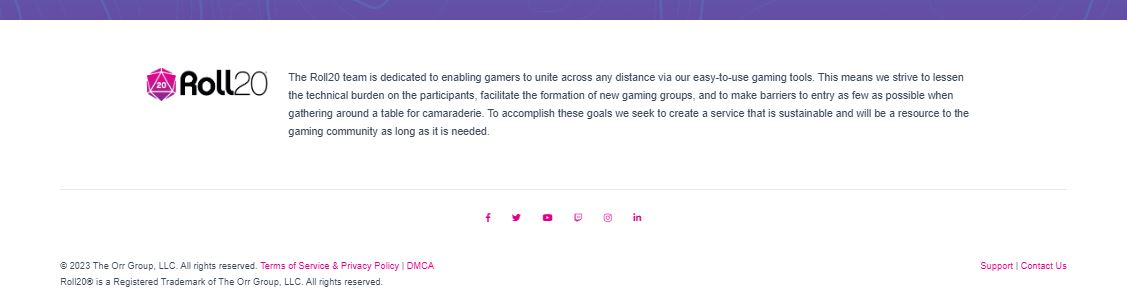 20 Roll20
The Roll20 team is dedicated to enabling gamers to unite across any distance via our easy-to-use gaming tools. This means we strive to lessen
the technical burden on the participants, facilitate the formation of new gaming groups, and to make barriers to entry as few as possible when
gathering around a table for camaraderie. To accomplish these goals we seek to create a service that is sustainable and will be a resource to the
gaming community as long as it is needed.
© 2023 The Orr Group, LLC. All rights reserved. Terms of Service & Privacy Policy | DMCA
Support | Contact Us
Roll20® is a Registered Trademark of The Orr Group, LLC. All rights reserved.